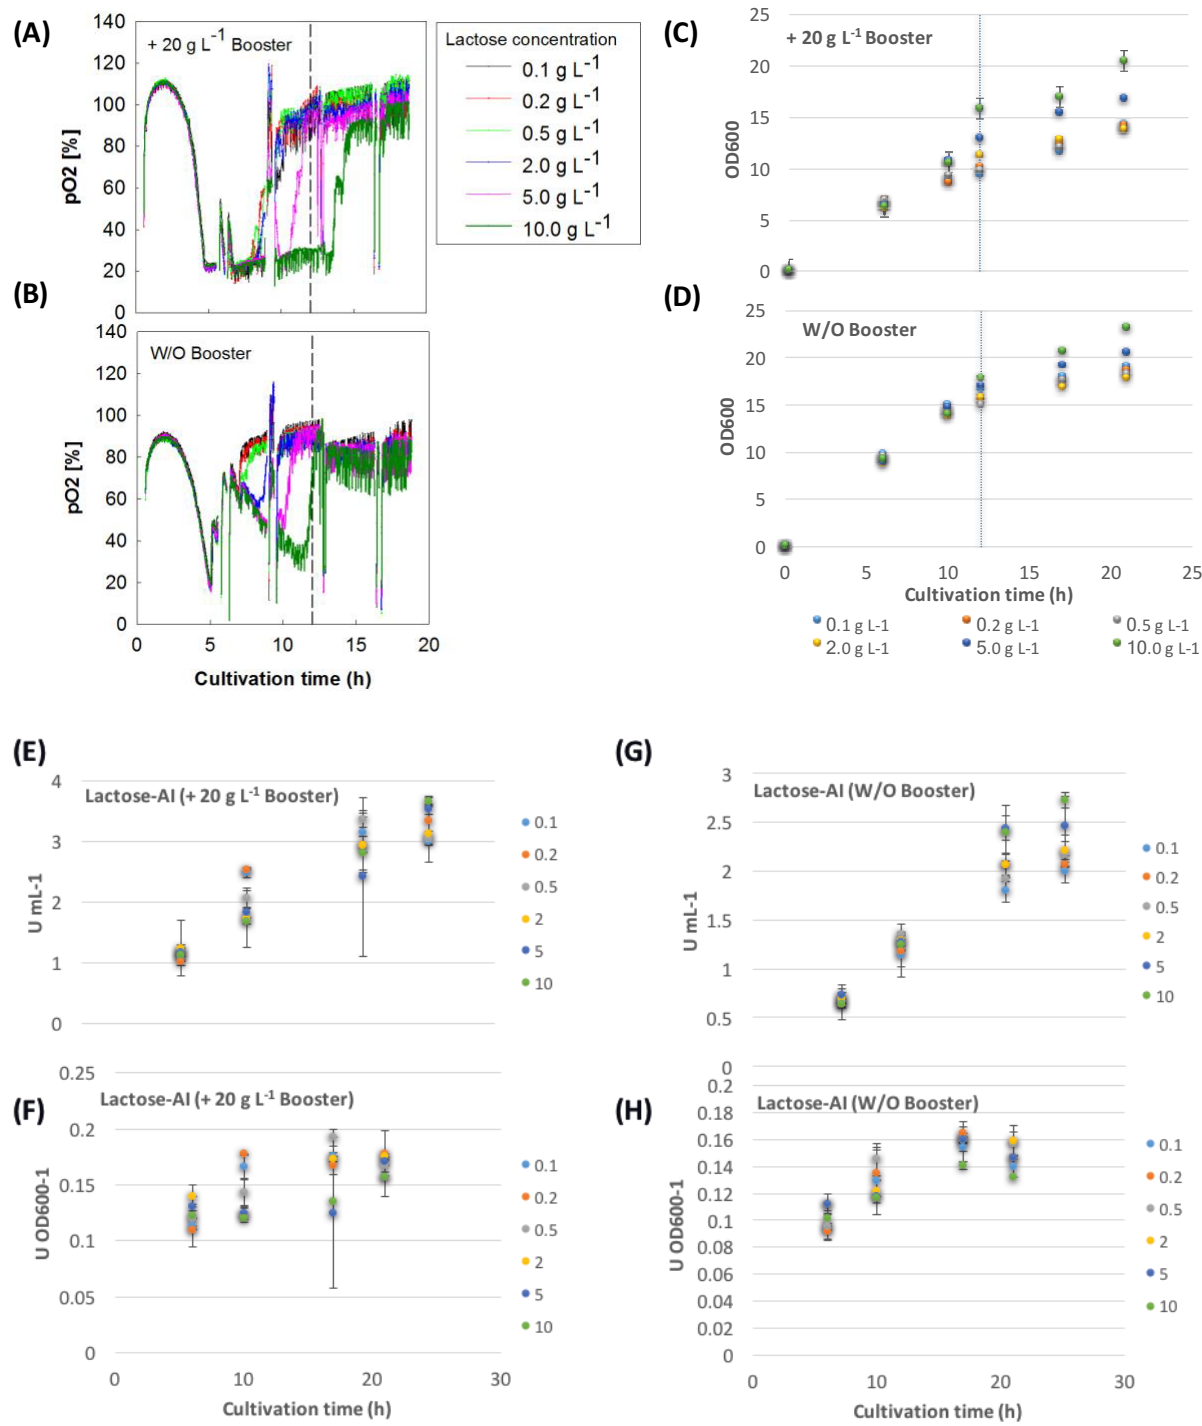 (A)
140
120
100
80
60
40
20
0
pO2 [%]
+ 20 g L-1 Booster
Lactose concentration
0.1 g L-1
0.2 g L-1
0.5 g L-1
2.0 g L-1
5.0 g L-1
10.0 g L-1
(B)
140
120
100
80
60
40
20
0
pO2 [%]
W/O Booster
0 5 10 15 20
Cultivation time (h)
(C)
25
20
15
10
5
0
OD600
+ 20 g L-1 Booster
(D)
25
20
15
10
5
0
OD600
W/O Booster
0 5 10 15 20 25
Cultivation time (h)
0.1 g L-1 0.2 g L-1 0.5 g L-1
2.0 g L-1 5.0 g L-1 10.0 g L-1
(E)
4
3
2
1
0
U mL-1
Lactose-AI (+ 20 g L-1 Booster)
0.1
0.2
0.5
2
5
10
(F)
0.25
0.2
0.15
0.1
0.05
0
U OD600-1
Lactose-AI (+ 20 g L-1 Booster)
0.1
0.2
0.5
2
5
10
0 10 20 30
Cultivation time (h)
(G)
3
2.5
2
1.5
1
0.5
0
U mL-1
Lactose-AI (W/O Booster)
0.1
0.2
0.5
2
5
10
(H)
0.2
0.18
0.16
0.14
0.12
0.1
0.08
0.06
0.04
0.02
0
U OD600-1
Lactose-AI (W/O Booster)
0.1
0.2
0.5
2
5
10
0 10 20 30
Cultivation time (h)